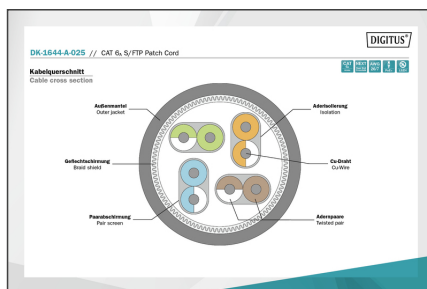 DIGITUS®
DK-1644-A-025 // CAT 6A S/FTP Patch Cord
Kabelquerschnitt
Cable cross section
Außenmantel
Outer jacket
Aderisolierung
Isolation
Geflechtschirmung
Braid shield
Cu-Draht
Cu-Wire
Paarabschirmung
Pair screen
Adernpaare
Twisted pair